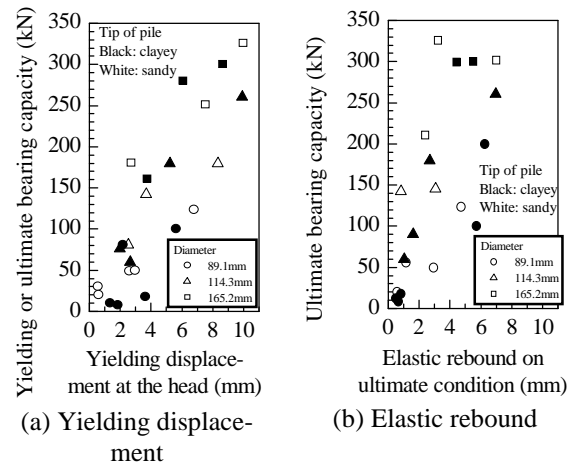 Yielding or ultimate bearing capacity (kN)
350
300
250
200
150
100
50
0
Tip of pile
Black: clayey
White: sandy
Diameter
89.1mm
114.3mm
165.2mm
0 2 4 6 8 10
Yielding displace-
ment at the head (mm)
(a) Yielding displace-
ment
Ultimate bearing capacity (kN)
350
300
250
200
150
100
50
0
Tip of pile
Black: clayey
White: sandy
Diameter
89.1mm
114.3mm
165.2mm
0 2 4 6 8 10
Elastic rebound on
ultimate condition (mm)
(b) Elastic rebound